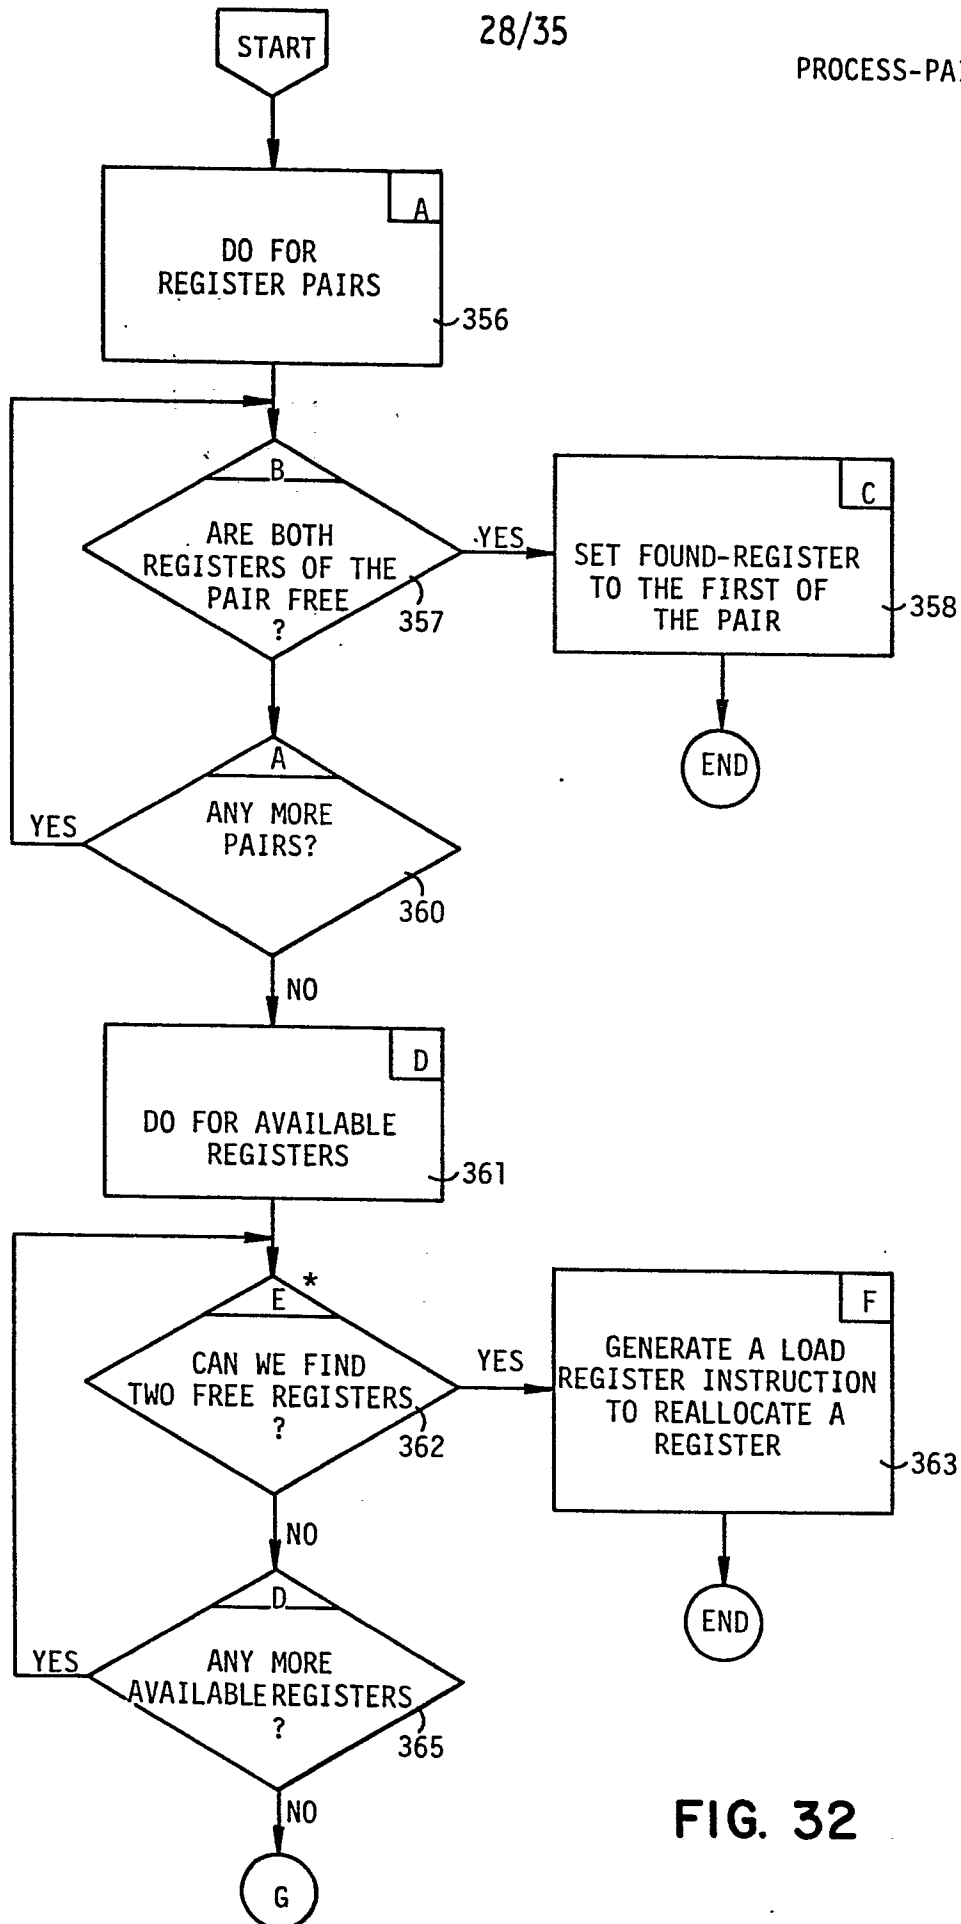 START
28/35
PROCESS-PAI
A
DO FOR
REGISTER PAIRS
356
B
ARE BOTH
REGISTERS OF THE
PAIR FREE
?
357
YES
C
SET FOUND-REGISTER
TO THE FIRST OF
THE PAIR
358
END
A
ANY MORE
PAIRS?
YES
360
NO
D
DO FOR AVAILABLE
REGISTERS
361
*
E
CAN WE FIND
TWO FREE REGISTERS
?
362
YES
F
GENERATE A LOAD
REGISTER INSTRUCTION
TO REALLOCATE A
REGISTER
363
END
NO
D
ANY MORE
AVAILABLE REGISTERS
?
YES
365
NO
G
FIG. 32